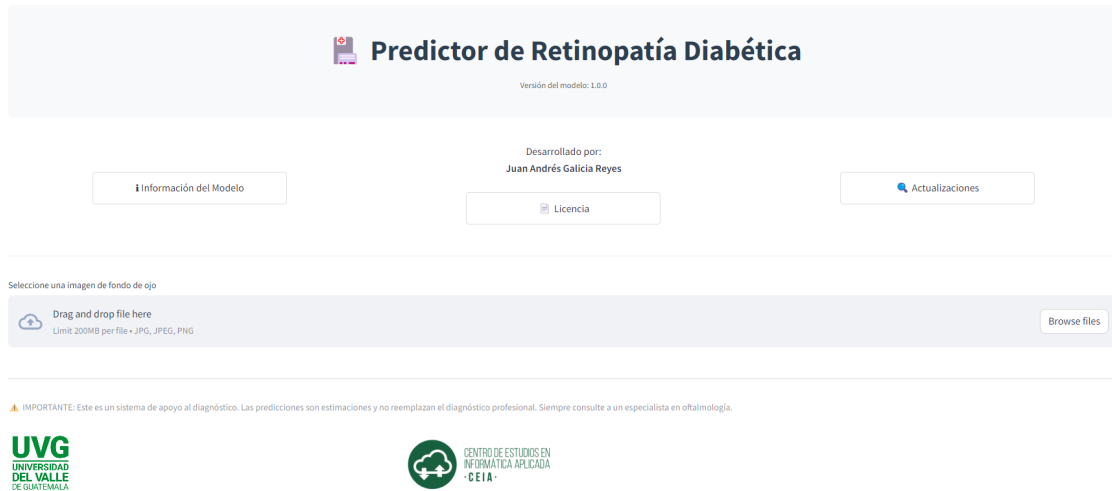 Predictor de Retinopatía Diabética
Versión del modelo: 1.0.0
Desarrollado por:
Juan Andrés Galicia Reyes
Información del Modelo
Licencia
Actualizaciones
Seleccione una imagen de fondo de ojo
Drag and drop file here
Limit 200MB per file • JPG, JPEG, PNG
Browse files
IMPORTANTE: Este es un sistema de apoyo al diagnóstico. Las predicciones son estimaciones y no reemplazan el diagnóstico profesional. Siempre consulte a un especialista en oftalmología.
UVG
UNIVERSIDAD
DEL VALLE
DE GUATEMALA
CENTRO DE ESTUDIOS EN
INFORMÁTICA APLICADA
·CEIA·